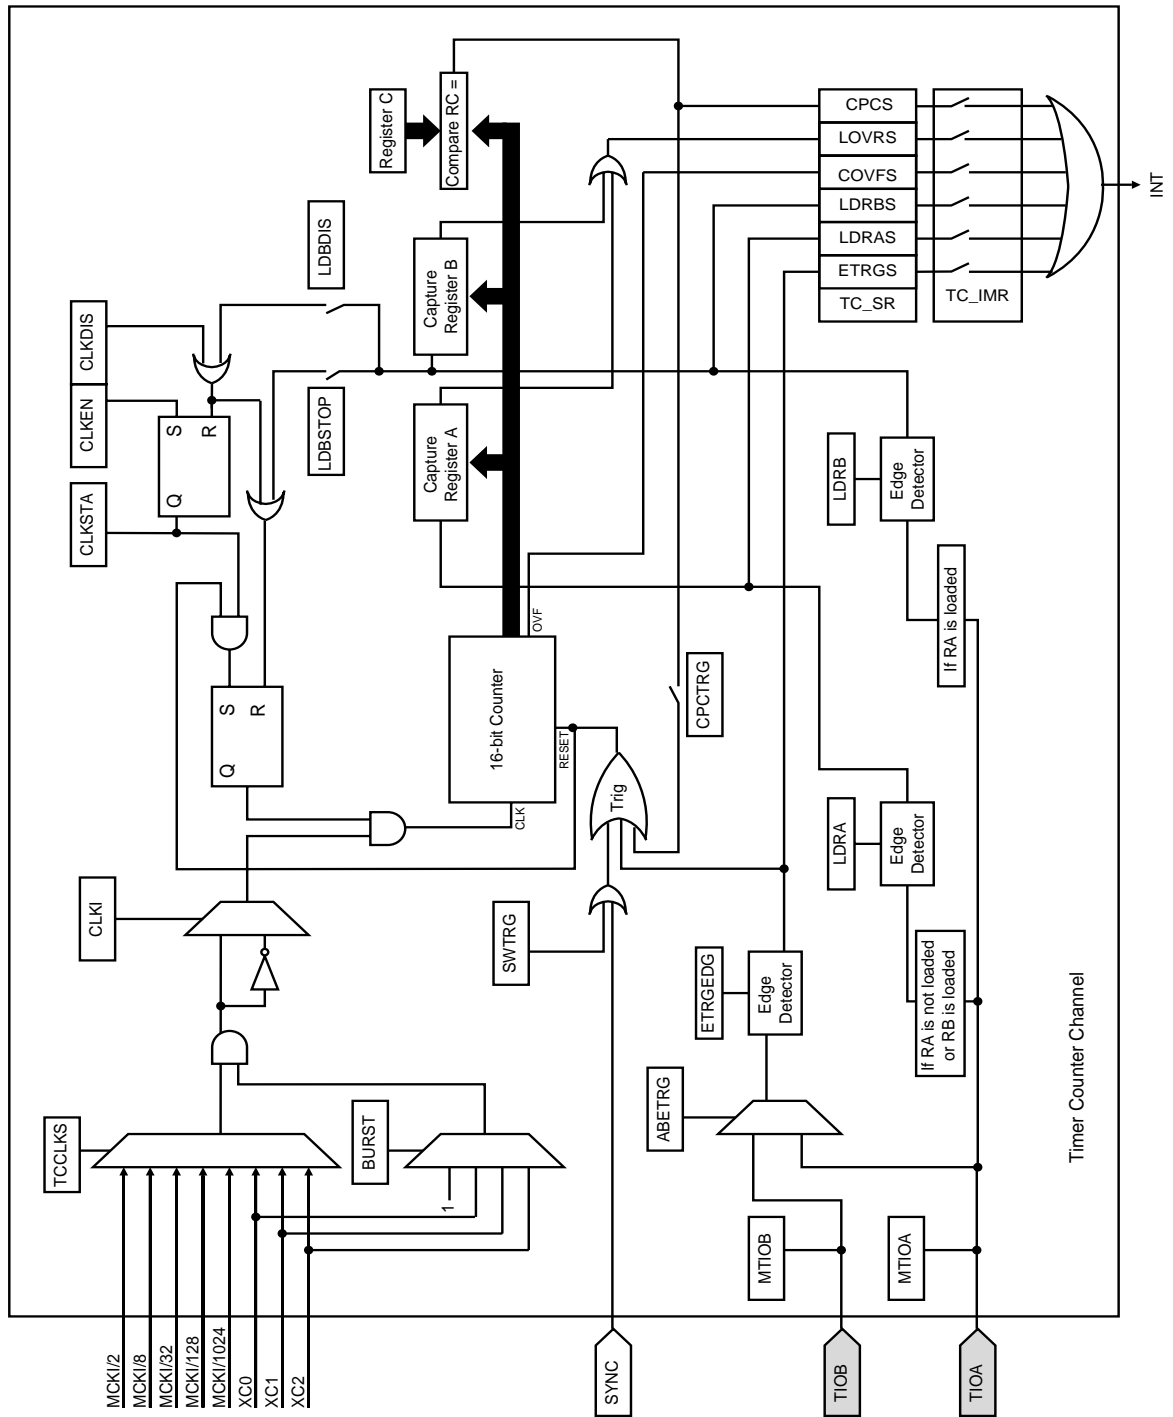 TCCLKS
MCKI/2
MCKI/8
MCKI/32
MCKI/128
MCKI/1024
XC0
XC1
XC2
CLKI
BURST
1
CLKSTA
CLKEN
CLKDIS
Q
S
R
Q
S
R
LDBSTOP
LDBDIS
Register C
Capture
Register A
Capture
Register B
Compare RC =
16-bit Counter
CLK
OVF
RESET
SWTRG
Trig
CPCTRG
SYNC
ABETRG
ETRGEDG
Edge
Detector
MTIOB
TIOB
MTIOA
TIOA
LDRA
Edge
Detector
If RA is not loaded
or RB is loaded
LDRB
Edge
Detector
If RA is loaded
CPCS
LOVRS
COVFS
LDRBS
LDRAS
ETRGS
TC_SR
TC_IMR
INT
Timer Counter Channel